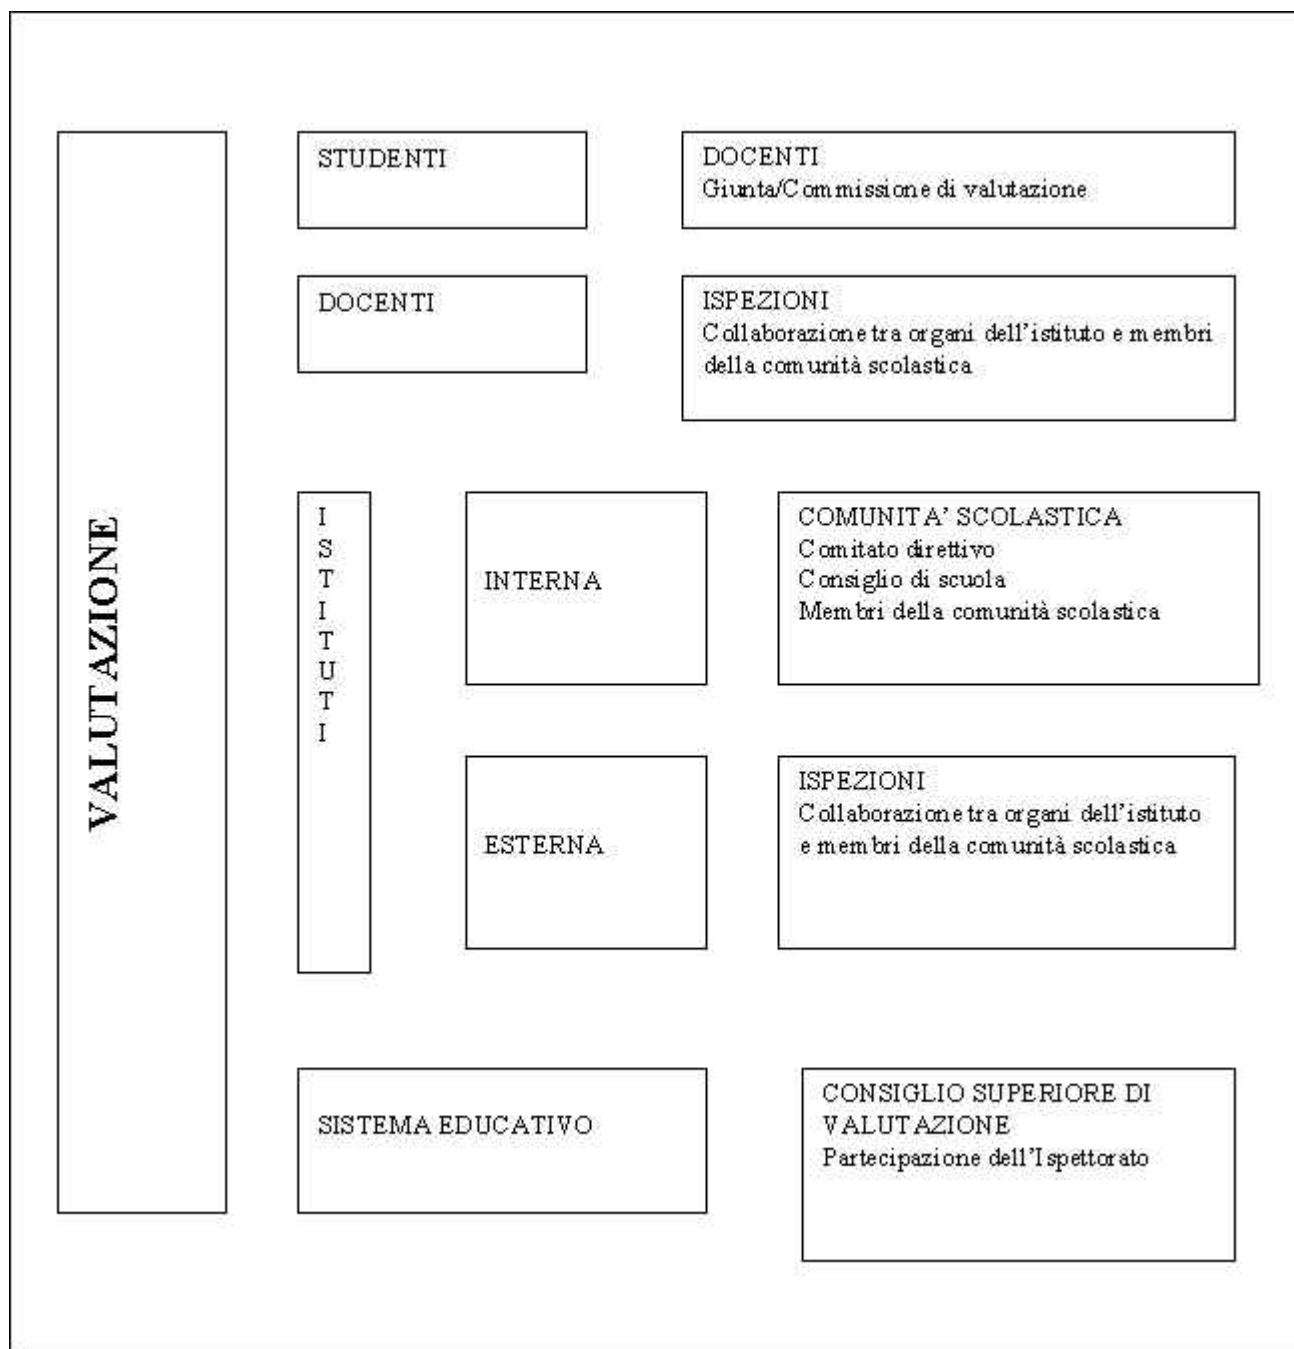 VALUTAZIONE
STUDENTI
DOCENTI
Giunta/Commissione di valutazione
DOCENTI
ISPEZIONI
Collaborazione tra organi dell'istituto e membri
della comunità scolastica
I
S
T
I
T
U
T
I
INTERNA
COMUNITA' SCOLASTICA
Comitato direttivo
Consiglio di scuola
Membri della comunità scolastica
ESTERNA
ISPEZIONI
Collaborazione tra organi dell'istituto
e membri della comunità scolastica
SISTEMA EDUCATIVO
CONSIGLIO SUPERIORE DI
VALUTAZIONE
Partecipazione dell'Ispettorato